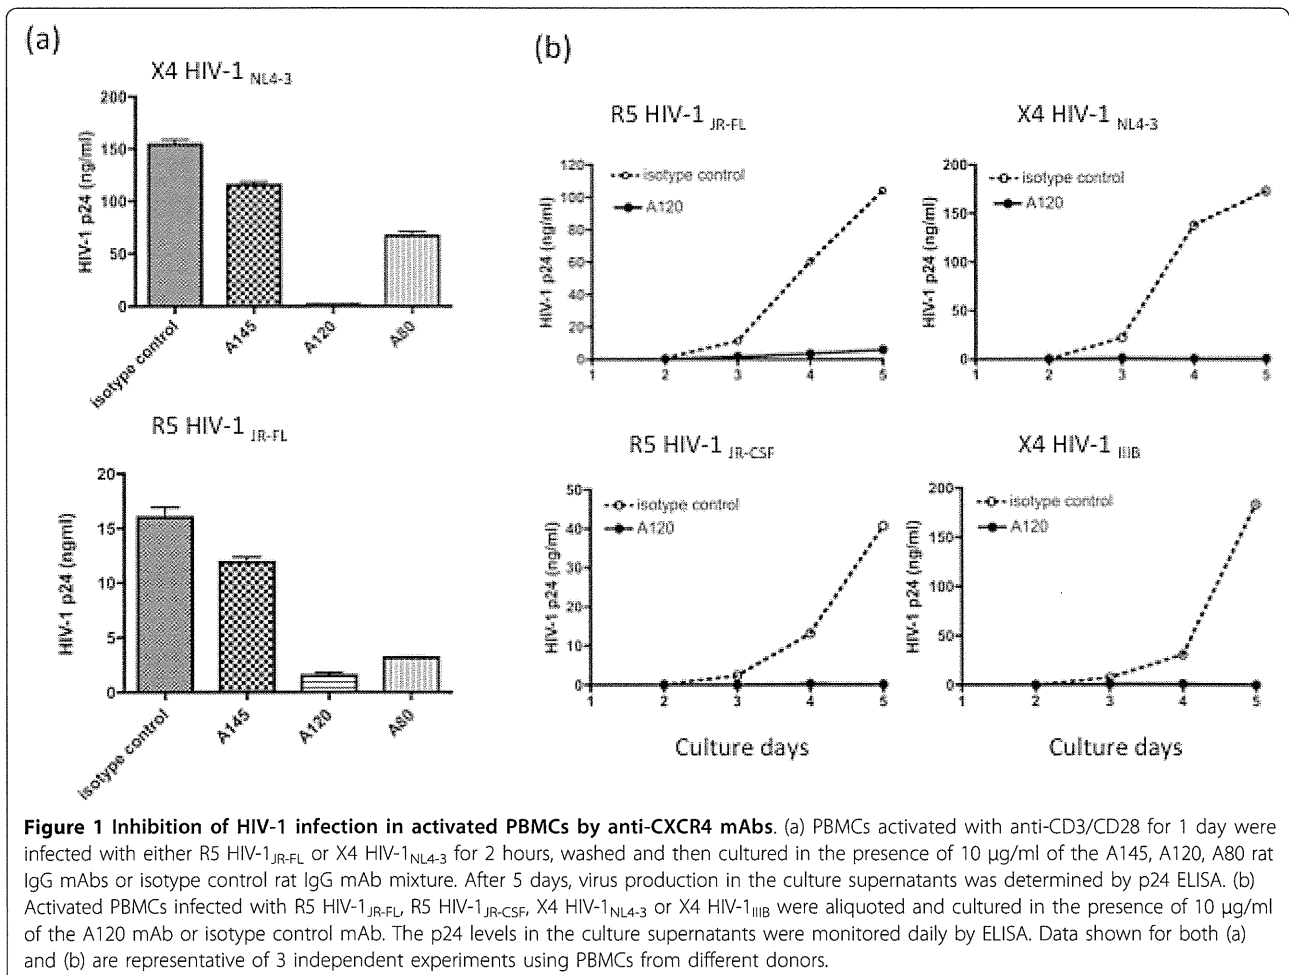 (a)
X4 HIV-1 NL4-3
200
150
100
50
0
HIV-1 p24 (ng/ml)
isotype control
A145
A120
A80
R5 HIV-1 JR-FL
20
15
10
5
0
HIV-1 p24 (ngml)
isotype control
A145
A120
A80
(b)
R5 HIV-1 JR-FL
120
100
80
60
40
20
0
HIV-1 p24 (ng/ml)
isotype control
A120
1 2 3 4 5
X4 HIV-1 NL4-3
200
150
100
50
0
HIV-1 p24 (ng/ml)
isotype control
A120
1 2 3 4 5
R5 HIV-1 JR-CSF
50
40
30
20
10
0
HIV-1 p24 (ng/ml)
isotype control
A120
1 2 3 4 5
Culture days
X4 HIV-1 IIIB
200
150
100
50
0
HIV-1 p24 (ng/ml)
isotype control
A120
1 2 3 4 5
Culture days
Figure 1 Inhibition of HIV-1 infection in activated PBMCs by anti-CXCR4 mAbs. (a) PBMCs activated with anti-CD3/CD28 for 1 day were
infected with either R5 HIV-1JR-FL or X4 HIV-1NL4-3 for 2 hours, washed and then cultured in the presence of 10 μg/ml of the A145, A120, A80 rat
IgG mAbs or isotype control rat IgG mAb mixture. After 5 days, virus production in the culture supernatants was determined by p24 ELISA. (b)
Activated PBMCs infected with R5 HIV-1JR-FL, R5 HIV-1JR-CSF, X4 HIV-1NL4-3 or X4 HIV-1IIIB were aliquoted and cultured in the presence of 10 μg/ml
of the A120 mAb or isotype control mAb. The p24 levels in the culture supernatants were monitored daily by ELISA. Data shown for both (a)
and (b) are representative of 3 independent experiments using PBMCs from different donors.